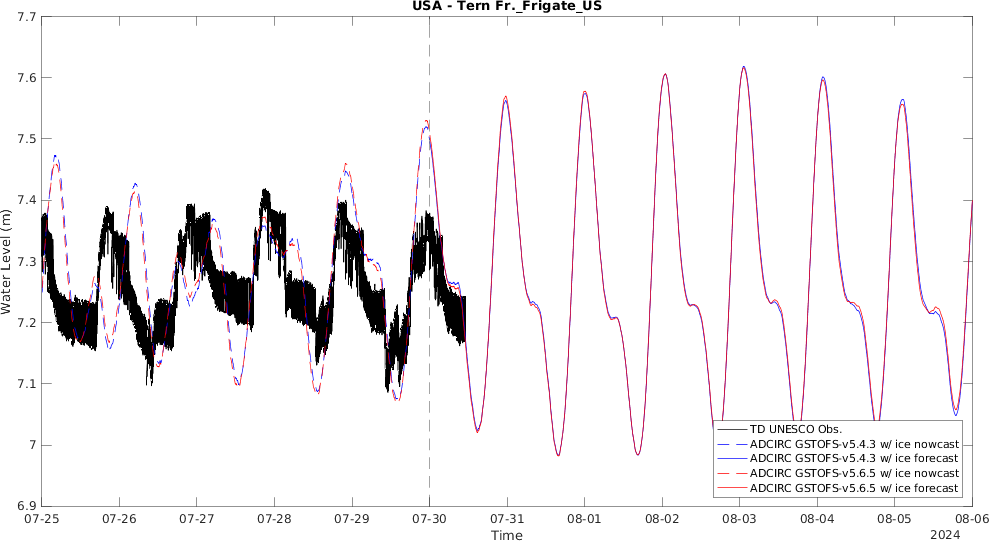 USA - Tern Fr._Frigate_US
7.7
7.6
7.5
7.4
7.3
7.2
7.1
7
6.9
Water Level (m)
07-25 07-26 07-27 07-28 07-29 07-30 07-31 08-01 08-02 08-03 08-04 08-05 08-06
Time
2024
TD UNESCO Obs.
ADCIRC GSTOFS-v5.4.3 w/ ice nowcast
ADCIRC GSTOFS-v5.4.3 w/ ice forecast
ADCIRC GSTOFS-v5.6.5 w/ ice nowcast
ADCIRC GSTOFS-v5.6.5 w/ ice forecast